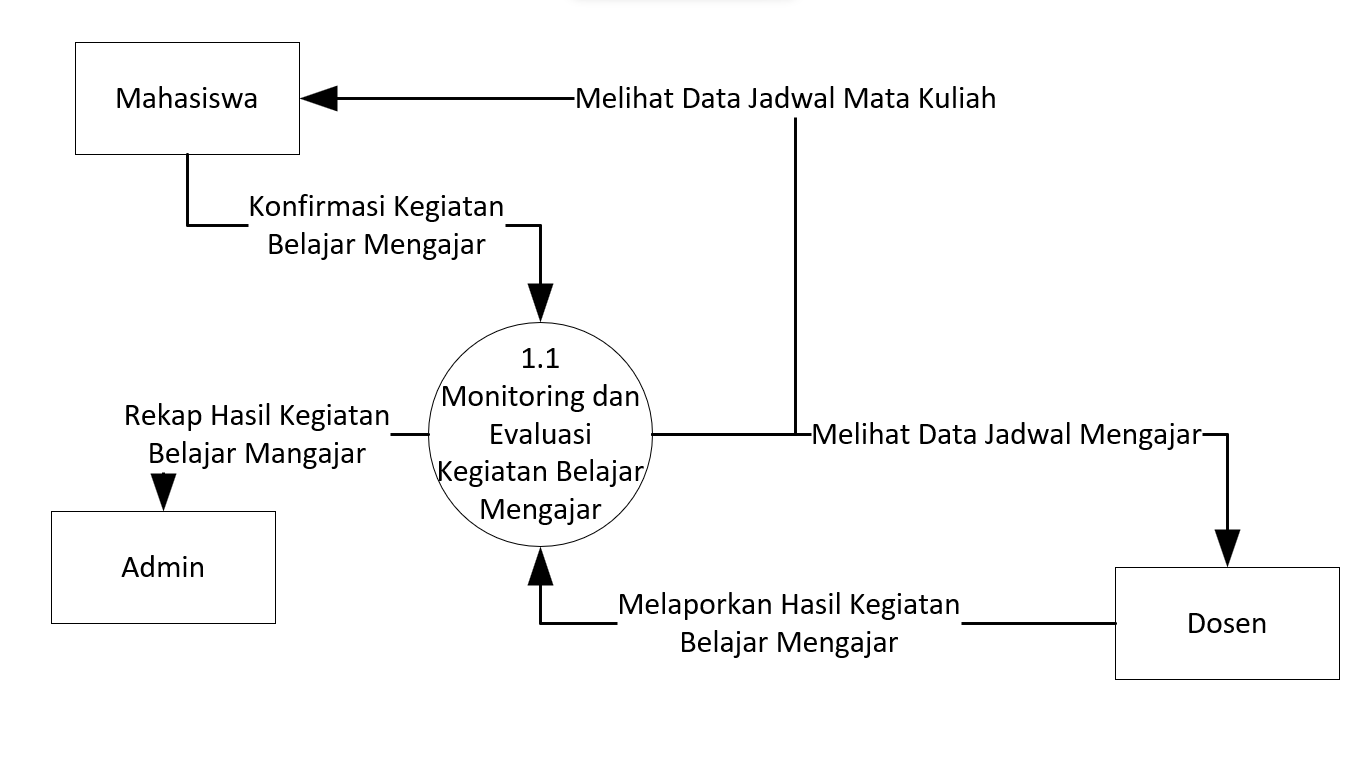 Mahasiswa
Melihat Data Jadwal Mata Kuliah
Konfirmasi Kegiatan
Belajar Mengajar
1.1
Monitoring dan
Evaluasi
Kegiatan Belajar
Mengajar
Rekap Hasil Kegiatan
Belajar Mangajar
Melihat Data Jadwal Mengajar
Admin
Melaporkan Hasil Kegiatan
Belajar Mengajar
Dosen